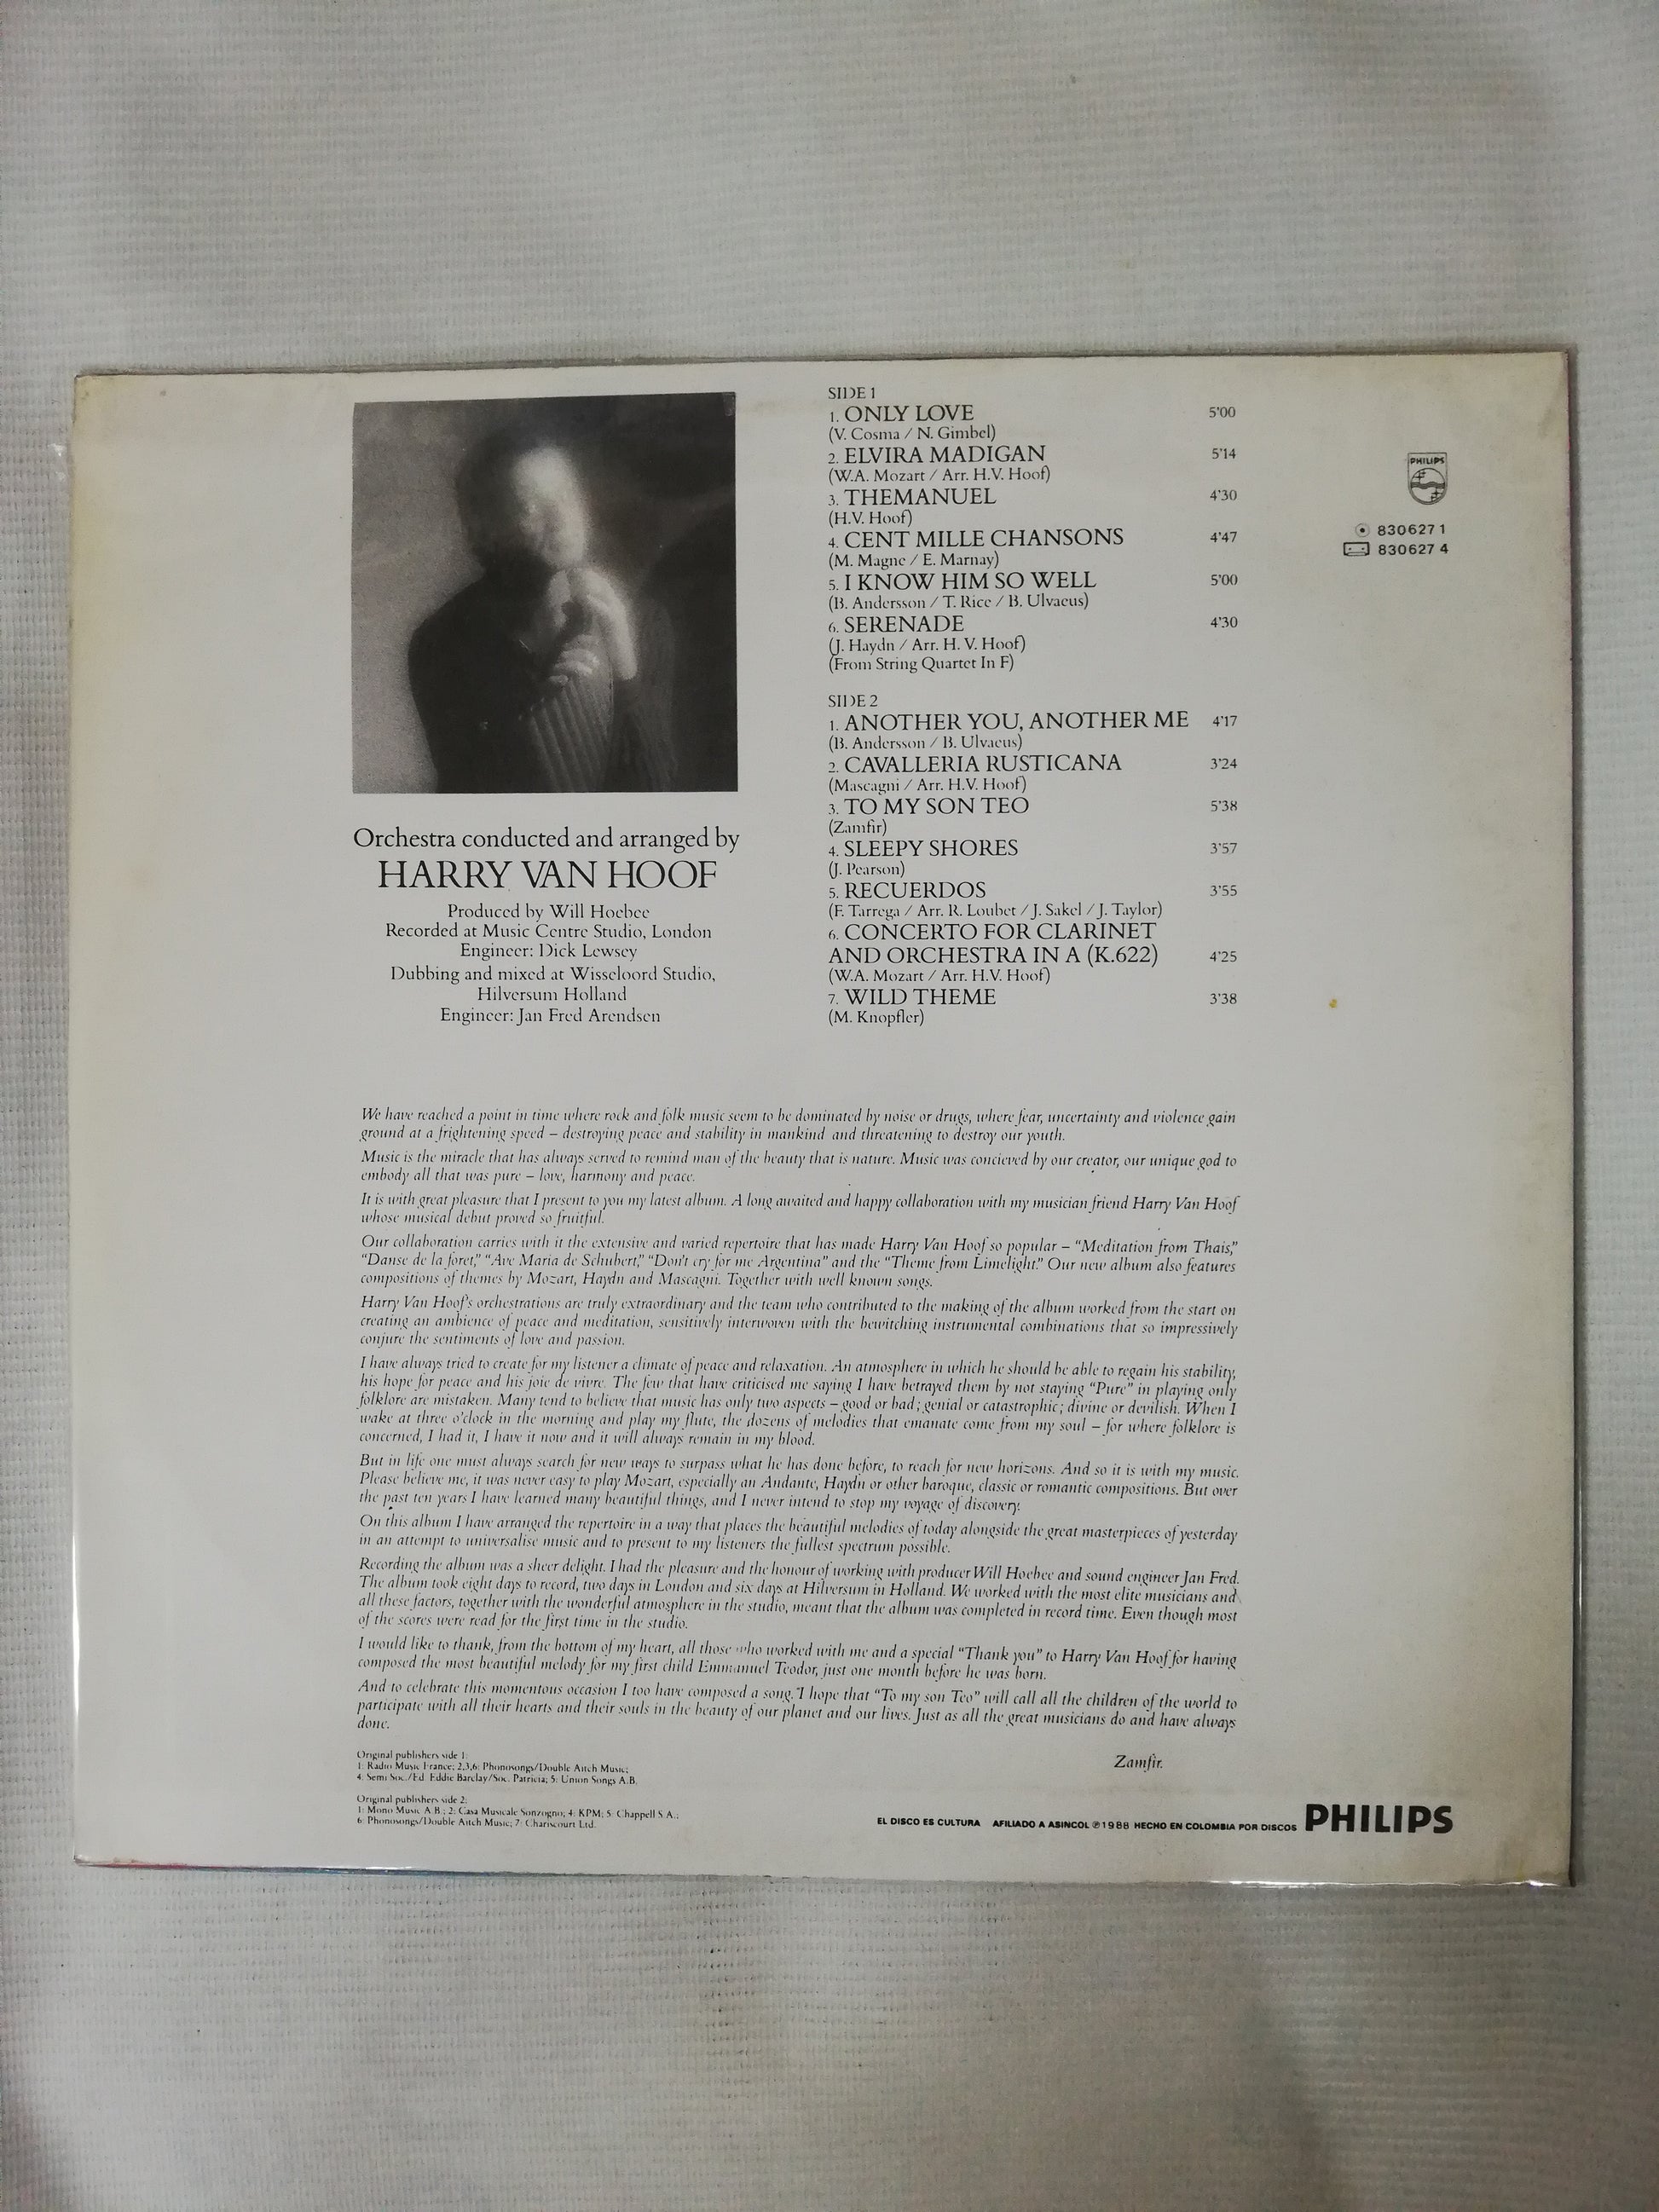 SIDE 1
1. ONLY LOVE 5'00
(V. Cosma / N. Gimbel)
2. ELVIRA MADIGAN 5'14
(W.A. Mozart / Arr. H.V. Hoof)
3. THEMANUEL 4'30
(H.V. Hoof)
4. CENT MILLE CHANSONS 4'47
(M. Magne / E. Marnay)
5. I KNOW HIM SO WELL 5'00
(B. Andersson / T. Rice / B. Ulvaeus)
6. SERENADE 4'30
(J. Haydn / Arr. H. V. Hoof)
(From String Quartet In F)
SIDE 2
1. ANOTHER YOU, ANOTHER ME 4'17
(B. Andersson / B. Ulvaeus)
2. CAVALLERIA RUSTICANA 3'24
(Mascagni / Arr. H.V. Hoof)
3. TO MY SON TEO 5'38
(Zamfir)
4. SLEEPY SHORES 3'57
(J. Pearson)
5. RECUERDOS 3'55
(F. Tarrega / Arr. R. Loubet / J. Sakel / J. Taylor)
6. CONCERTO FOR CLARINET
AND ORCHESTRA IN A (K.622) 4'25
(W.A. Mozart / Arr. H.V. Hoof)
7. WILD THEME 3'38
(M. Knopfler)
PHILIPS
830627 1
830627 4
Orchestra conducted and arranged by
HARRY VAN HOOF
Produced by Will Hoebee
Recorded at Music Centre Studio, London
Engineer: Dick Lewsey
Dubbing and mixed at Wisseloord Studio,
Hilversum Holland
Engineer: Jan Fred Arendsen
We have reached a point in time where rock and folk music seem to be dominated by noise or drugs, where fear, uncertainty and violence gain
ground at a frightening speed – destroying peace and stability in mankind and threatening to destroy our youth.
Music is the miracle that has always served to remind man of the beauty that is nature. Music was concieved by our creator, our unique god to
embody all that was pure – love, harmony and peace.
It is with great pleasure that I present to you my latest album. A long awaited and happy collaboration with my musician friend Harry Van Hoof
whose musical debut proved so fruitful.
Our collaboration carries with it the extensive and varied repertoire that has made Harry Van Hoof so popular – “Meditation from Thais,”
“Danse de la foret,” “Ave Maria de Schubert,” “Don't cry for me Argentina” and the “Theme from Limelight.” Our new album also features
compositions of themes by Mozart, Haydn and Mascagni. Together with well known songs.
Harry Van Hoof's orchestrations are truly extraordinary and the team who contributed to the making of the album worked from the start on
creating an ambience of peace and meditation, sensitively interwoven with the bewitching instrumental combinations that so impressively
conjure the sentiments of love and passion.
I have always tried to create for my listener a climate of peace and relaxation. An atmosphere in which he should be able to regain his stability,
his hope for peace and his joie de vivre. The few that have criticised me saying I have betrayed them by not staying “Pure” in playing only
folklore are mistaken. Many tend to believe that music has only two aspects – good or bad; genial or catastrophic; divine or devilish. When I
wake at three o'clock in the morning and play my flute, the dozens of melodies that emanate come from my soul – for where folklore is
concerned, I had it, I have it now and it will always remain in my blood.
But in life one must always search for new ways to surpass what he has done before, to reach for new horizons. And so it is with my music.
Please believe me, it was never easy to play Mozart, especially an Andante, Haydn or other baroque, classic or romantic compositions. But over
the past ten years I have learned many beautiful things, and I never intend to stop my voyage of discovery.
On this album I have arranged the repertoire in a way that places the beautiful melodies of today alongside the great masterpieces of yesterday
in an attempt to universalise music and to present to my listeners the fullest spectrum possible.
Recording the album was a sheer delight. I had the pleasure and the honour of working with producer Will Hoebee and sound engineer Jan Fred.
The album took eight days to record, two days in London and six days at Hilversum in Holland. We worked with the most elite musicians and
all these factors, together with the wonderful atmosphere in the studio, meant that the album was completed in record time. Even though most
of the scores were read for the first time in the studio.
I would like to thank, from the bottom of my heart, all those who worked with me and a special “Thank you” to Harry Van Hoof for having
composed the most beautiful melody for my first child Emmanuel Teodor, just one month before he was born.
And to celebrate this momentous occasion I too have composed a song. I hope that “To my son Teo” will call all the children of the world to
participate with all their hearts and their souls in the beauty of our planet and our lives. Just as all the great musicians do and have always
done.
Zamfir.
Original publishers side 1:
1: Radio Music France; 2,3,6: Phonosongs/Double Aitch Music;
4: Semi Soc./Ed. Eddie Barclay/Soc. Patricia; 5: Union Songs A.B.
Original publishers side 2:
1: Mono Music A.B.; 2: Casa Musicale Sonzogno; 4: KPM; 5: Chappell S.A.;
6: Phonosongs/Double Aitch Music; 7: Chariscourt Ltd.
EL DISCO ES CULTURA AFILIADO A ASINCOL ℗1988 HECHO EN COLOMBIA POR DISCOS PHILIPS